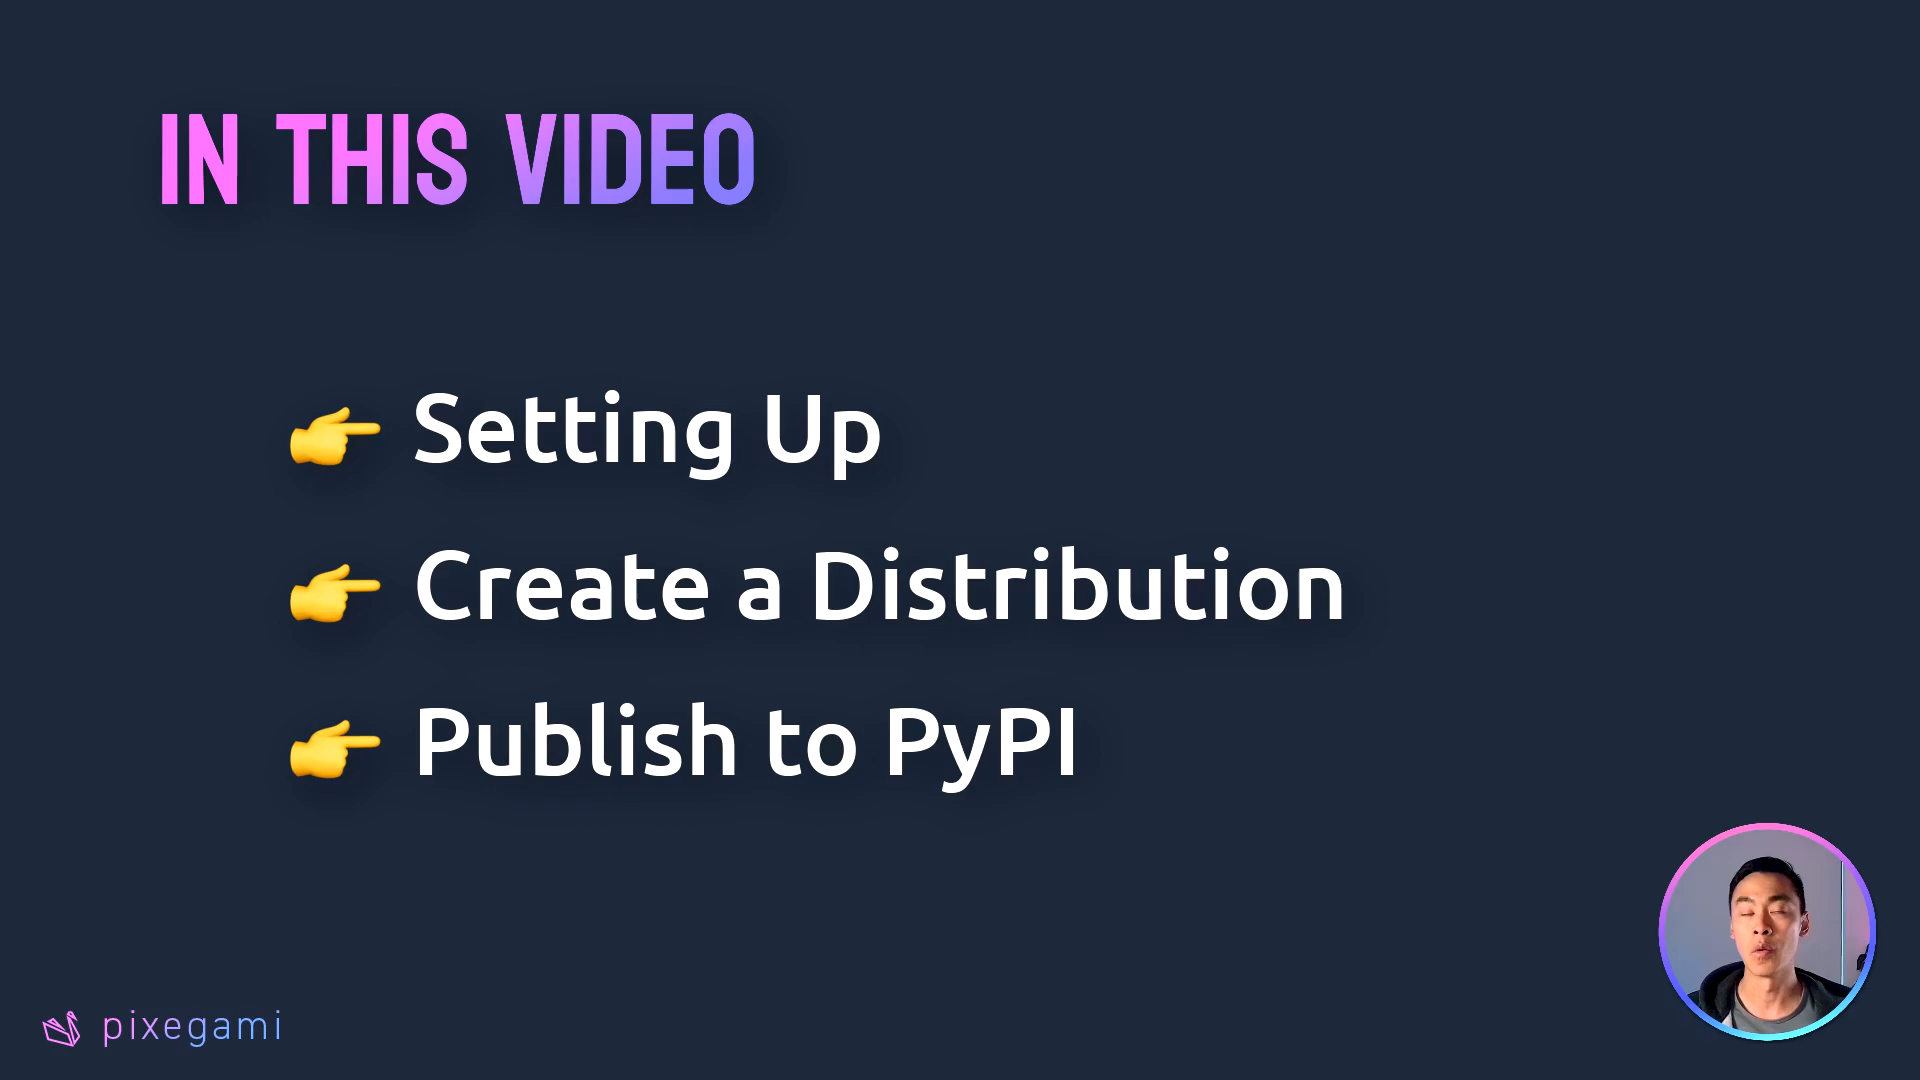 IN THIS VIDEO
👉 Setting Up
👉 Create a Distribution
👉 Publish to PyPI
pixegami